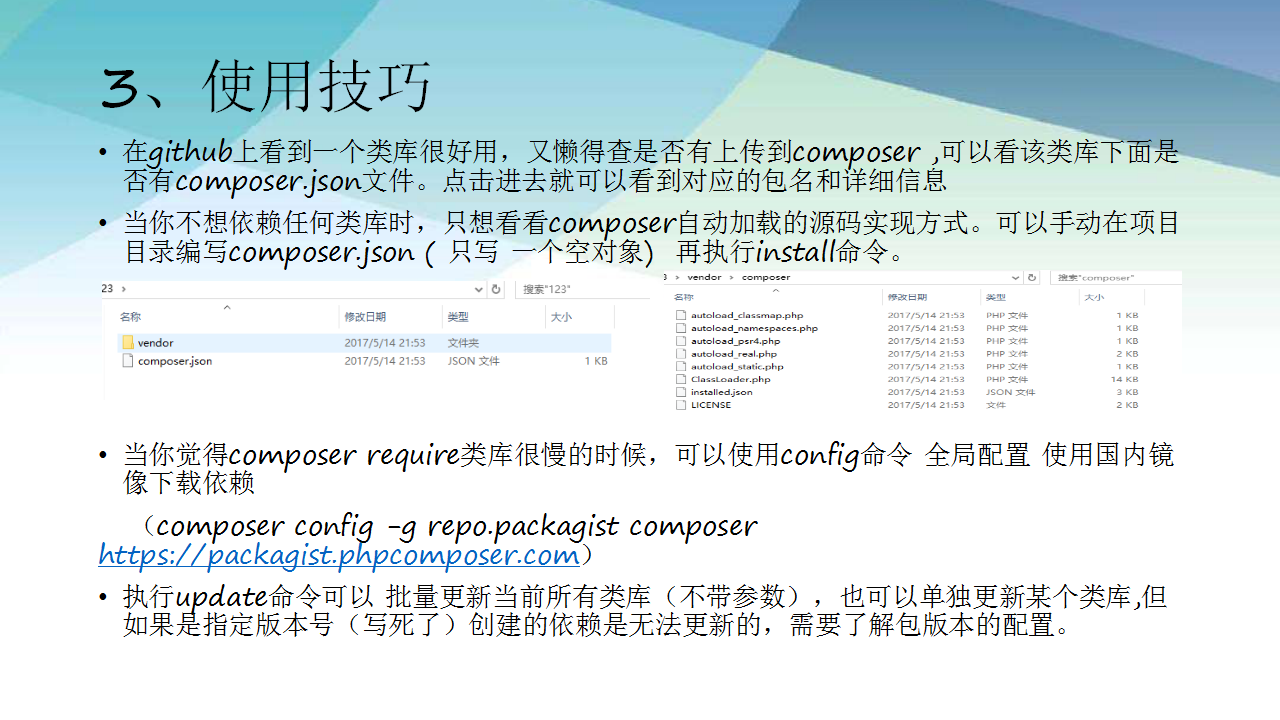 3、使用技巧
• 在github上看到一个类库很好用，又懒得查是否有上传到composer ,可以看该类库下面是
否有composer.json文件。点击进去就可以看到对应的包名和详细信息
• 当你不想依赖任何类库时，只想看看composer自动加载的源码实现方式。可以手动在项目
目录编写composer.json ( 只写 一个空对象) 再执行install命令。
23 › 搜索"123"
名称 修改日期 类型 大小
vendor 2017/5/14 21:53 文件夹
composer.json 2017/5/14 21:53 JSON 文件 1 KB
3 › vendor › composer 搜索"composer"
名称 修改日期 类型 大小
autoload_classmap.php 2017/5/14 21:53 PHP 文件 1 KB
autoload_namespaces.php 2017/5/14 21:53 PHP 文件 1 KB
autoload_psr4.php 2017/5/14 21:53 PHP 文件 1 KB
autoload_real.php 2017/5/14 21:53 PHP 文件 2 KB
autoload_static.php 2017/5/14 21:53 PHP 文件 1 KB
ClassLoader.php 2017/5/14 21:53 PHP 文件 14 KB
installed.json 2017/5/14 21:53 JSON 文件 3 KB
LICENSE 2017/5/14 21:53 文件 2 KB
• 当你觉得composer require类库很慢的时候，可以使用config命令 全局配置 使用国内镜
像下载依赖
（composer config -g repo.packagist composer
https://packagist.phpcomposer.com）
• 执行update命令可以 批量更新当前所有类库（不带参数），也可以单独更新某个类库,但
如果是指定版本号（写死了）创建的依赖是无法更新的，需要了解包版本的配置。